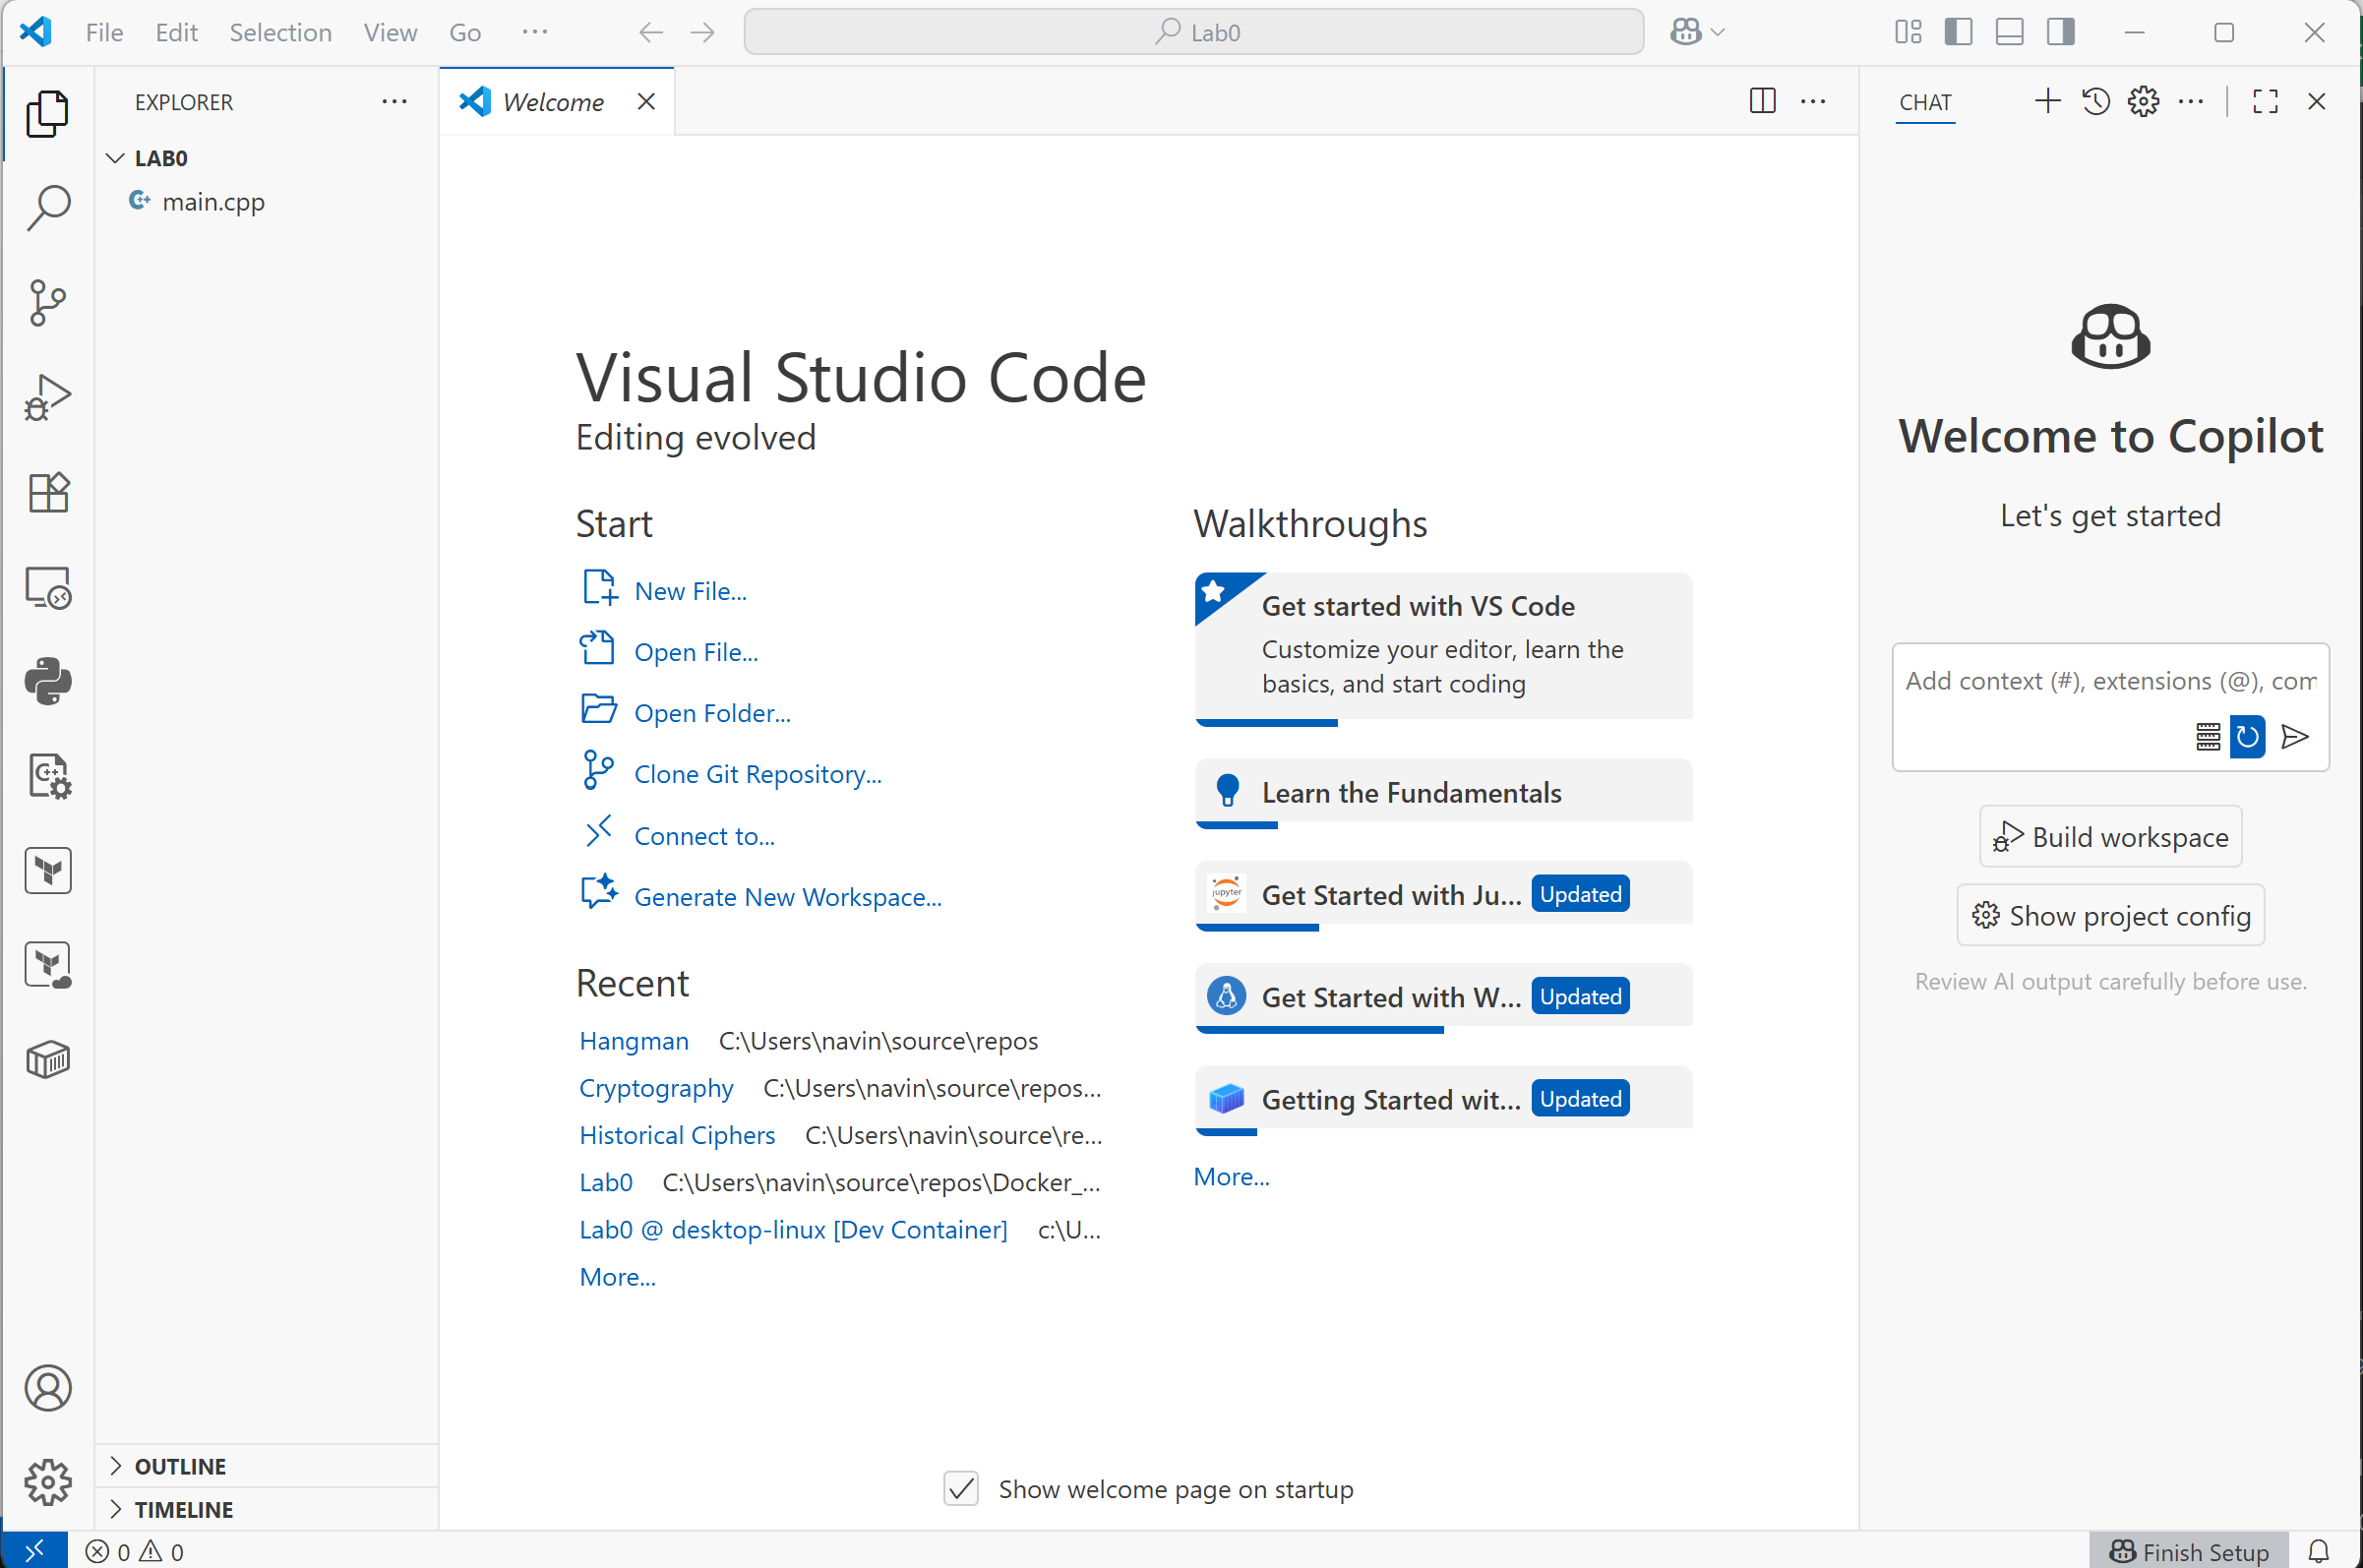 File Edit Selection View Go ···
Lab0
EXPLORER
LAB0
main.cpp
Welcome
Visual Studio Code
Editing evolved
Start
New File...
Open File...
Open Folder...
Clone Git Repository...
Connect to...
Generate New Workspace...
Recent
Hangman C:\Users\navin\source\repos
Cryptography C:\Users\navin\source\repos...
Historical Ciphers C:\Users\navin\source\re...
Lab0 C:\Users\navin\source\repos\Docker_...
Lab0 @ desktop-linux [Dev Container] c:\U...
More...
Walkthroughs
Get started with VS Code
Customize your editor, learn the
basics, and start coding
Learn the Fundamentals
jupyter
Get Started with Ju... Updated
Get Started with W... Updated
Getting Started wit... Updated
More...
Show welcome page on startup
CHAT
Welcome to Copilot
Let's get started
Add context (#), extensions (@), com
Build workspace
Show project config
Review AI output carefully before use.
OUTLINE
TIMELINE
0 0
Finish Setup